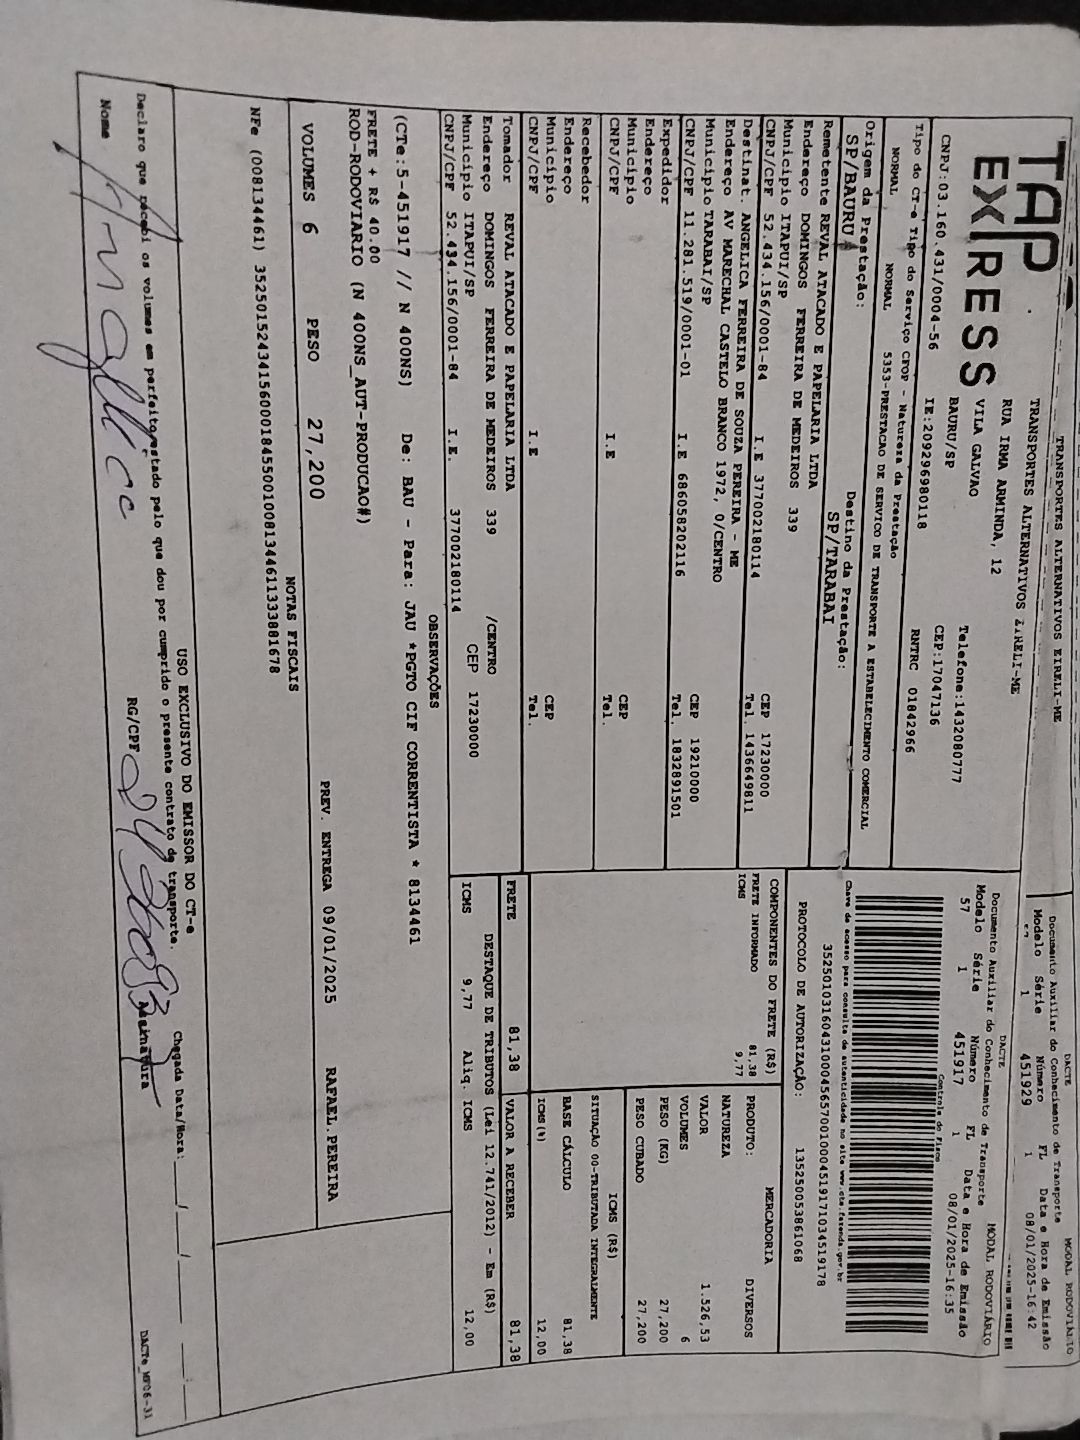 TRANSPORTES ALTERNATIVOS EIRELI-ME
DACTE
MODAL RODOVIÁRIO
Documento Auxiliar do Conhecimento de Transporte
Modelo Série Número FL Data e Hora de Emissão
1 451929 1 08/01/2025-16:42
TAP EXPRESS
TRANSPORTES ALTERNATIVOS EIRELI-ME
RUA IRMA ARMINDA, 12
VILA GALVAO
BAURU/SP
Telefone:1432080777
CEP:17047136
CNPJ:03.160.431/0004-56 IE:209296980118 RNTRC 01842966
DACTE
MODAL RODOVIÁRIO
Documento Auxiliar do Conhecimento de Transporte
Modelo Série Número FL Data e Hora de Emissão
57 1 451917 1 08/01/2025-16:35
Controle do Fisco
Chave de acesso para consulta de autenticidade no site www.cte.fazenda.gov.br
35250103160431000456570010004519171034519178
PROTOCOLO DE AUTORIZAÇÃO: 135250053861068
Tipo do CT-e Tipo do Serviço CFOP - Natureza da Prestação
NORMAL NORMAL 5353-PRESTACAO DE SERVICO DE TRANSPORTE A ESTABELECIMENTO COMERCIAL
Origem da Prestação: Destino da Prestação:
SP/BAURU SP/TARABAI
Remetente REVAL ATACADO E PAPELARIA LTDA
Endereço DOMINGOS FERREIRA DE MEDEIROS 339
Município ITAPUI/SP CEP 17230000
CNPJ/CPF 52.434.156/0001-84 I.E 377002180114 Tel. 1436649811
Destinat. ANGELICA FERREIRA DE SOUZA PEREIRA - ME
Endereço AV MARECHAL CASTELO BRANCO 1972, 0/CENTRO
Município TARABAI/SP CEP 19210000
CNPJ/CPF 11.281.519/0001-01 I.E 686058202116 Tel. 1832891501
Expedidor
Endereço
Município CEP
CNPJ/CPF I.E Tel.
Recebedor
Endereço
Município CEP
CNPJ/CPF I.E Tel.
Tomador REVAL ATACADO E PAPELARIA LTDA
Endereço DOMINGOS FERREIRA DE MEDEIROS 339 /CENTRO
Município ITAPUI/SP CEP 17230000
CNPJ/CPF 52.434.156/0001-84 I.E. 377002180114
COMPONENTES DO FRETE (R$)
FRETE INFORMADO 81,38
ICMS 9,77
MERCADORIA
PRODUTO: DIVERSOS
NATUREZA
VALOR 1.526,53
VOLUMES 6
PESO (KG) 27,200
PESO CUBADO 27,200
ICMS (R$)
SITUAÇÃO 00-TRIBUTADA INTEGRALMENTE
BASE CÁLCULO 81,38
ICMS(%) 12,00
FRETE 81,38 VALOR A RECEBER 81,38
DESTAQUE DE TRIBUTOS (Lei 12.741/2012) - Em (R$)
ICMS 9,77 Aliq. ICMS 12,00
OBSERVAÇÕES
(CTe:5-451917 // N 400NS) De: BAU - Para: JAU *PGTO CIF CORRENTISTA * 8134461
FRETE + R$ 40.00
ROD-RODOVIARIO (N 400NS_AUT-PRODUCAO#)
VOLUMES 6 PESO 27,200 PREV. ENTREGA 09/01/2025 RAFAEL.PEREIRA
NOTAS FISCAIS
NFe (008134461) 35250152434156000184550010081344611333881678
USO EXCLUSIVO DO EMISSOR DO CT-e
Declaro que recebi os volumes em perfeito estado pelo que dou por cumprido o presente contrato de transporte.
Chegada Data/Hora:___/___/___ ___:___
Nome RG/CPF Assinatura
DACTe_MF06-31